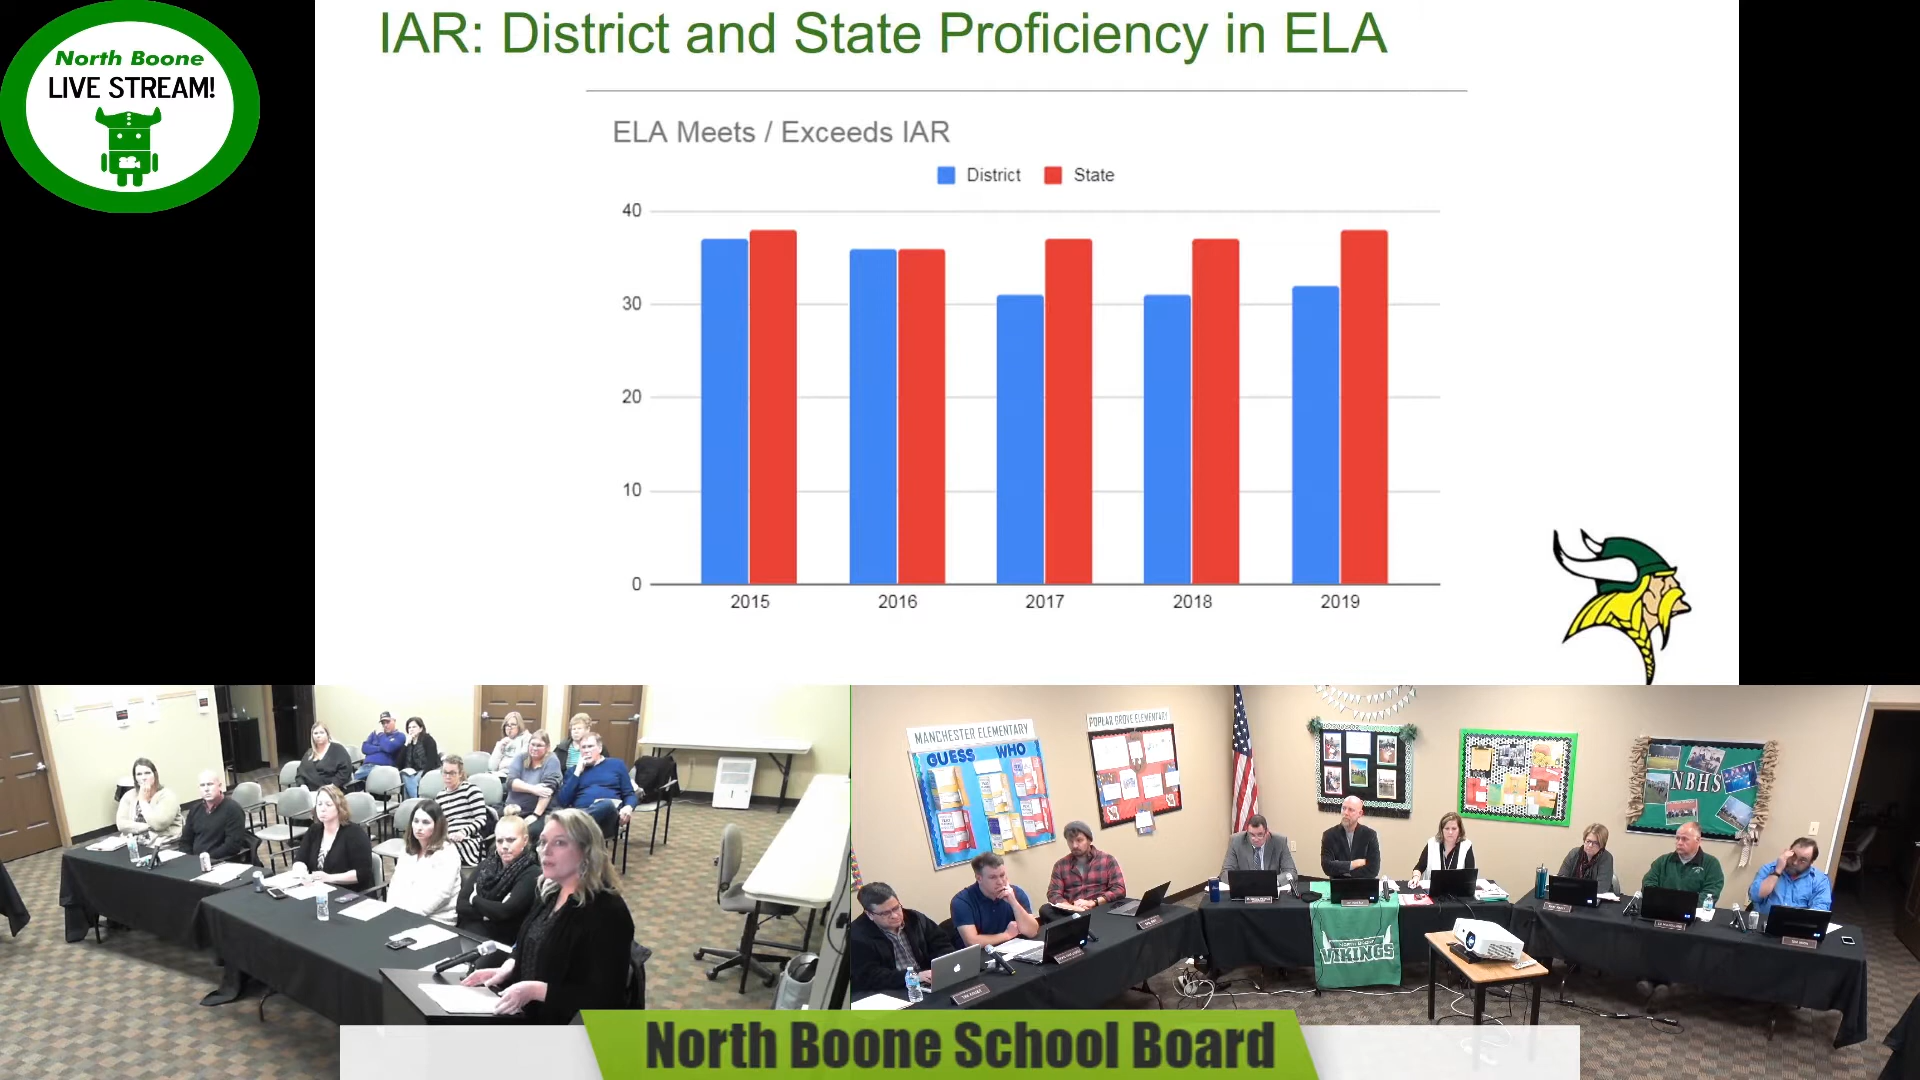 North Boone
LIVE STREAM!
IAR: District and State Proficiency in ELA
ELA Meets / Exceeds IAR
District
State
40
30
20
10
0
2015
2016
2017
2018
2019
MANCHESTER ELEMENTARY
GUESS WHO
POPLAR GROVE ELEMENTARY
NBHS
NORTH BOONE
VIKINGS
North Boone School Board